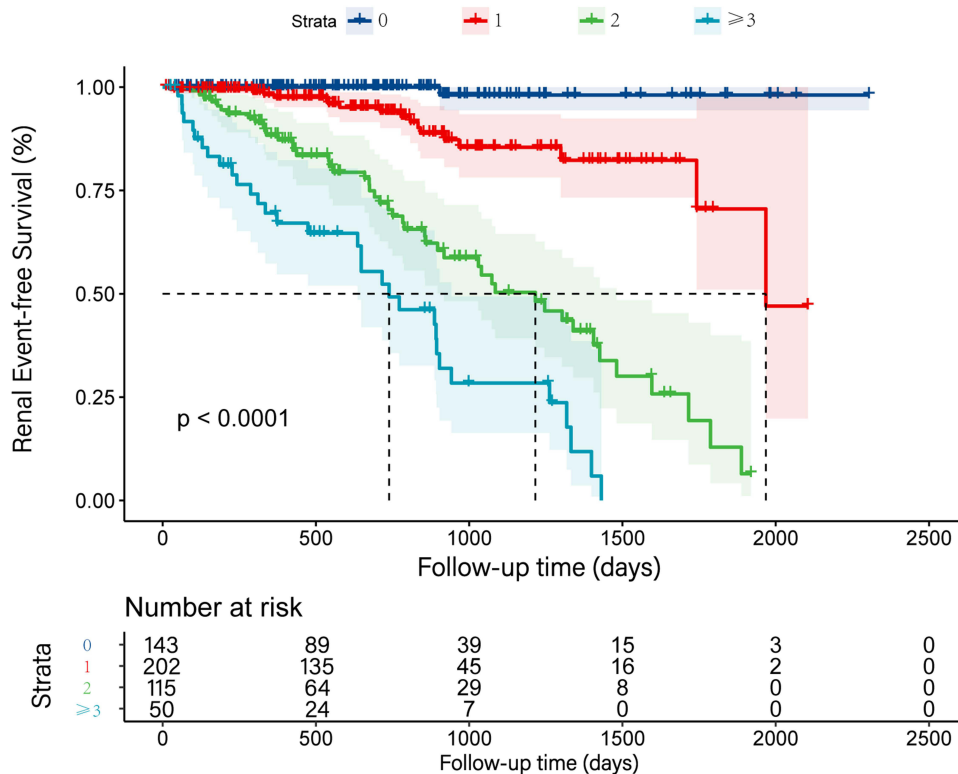 Strata 0 1 2 ≥3
Renal Event-free Survival (%)
1.00
0.75
0.50
0.25
0.00
p < 0.0001
0 500 1000 1500 2000 2500
Follow-up time (days)
Number at risk
Strata
0 143 89 39 15 3 0
1 202 135 45 16 2 0
2 115 64 29 8 0 0
≥3 50 24 7 0 0 0
0 500 1000 1500 2000 2500
Follow-up time (days)